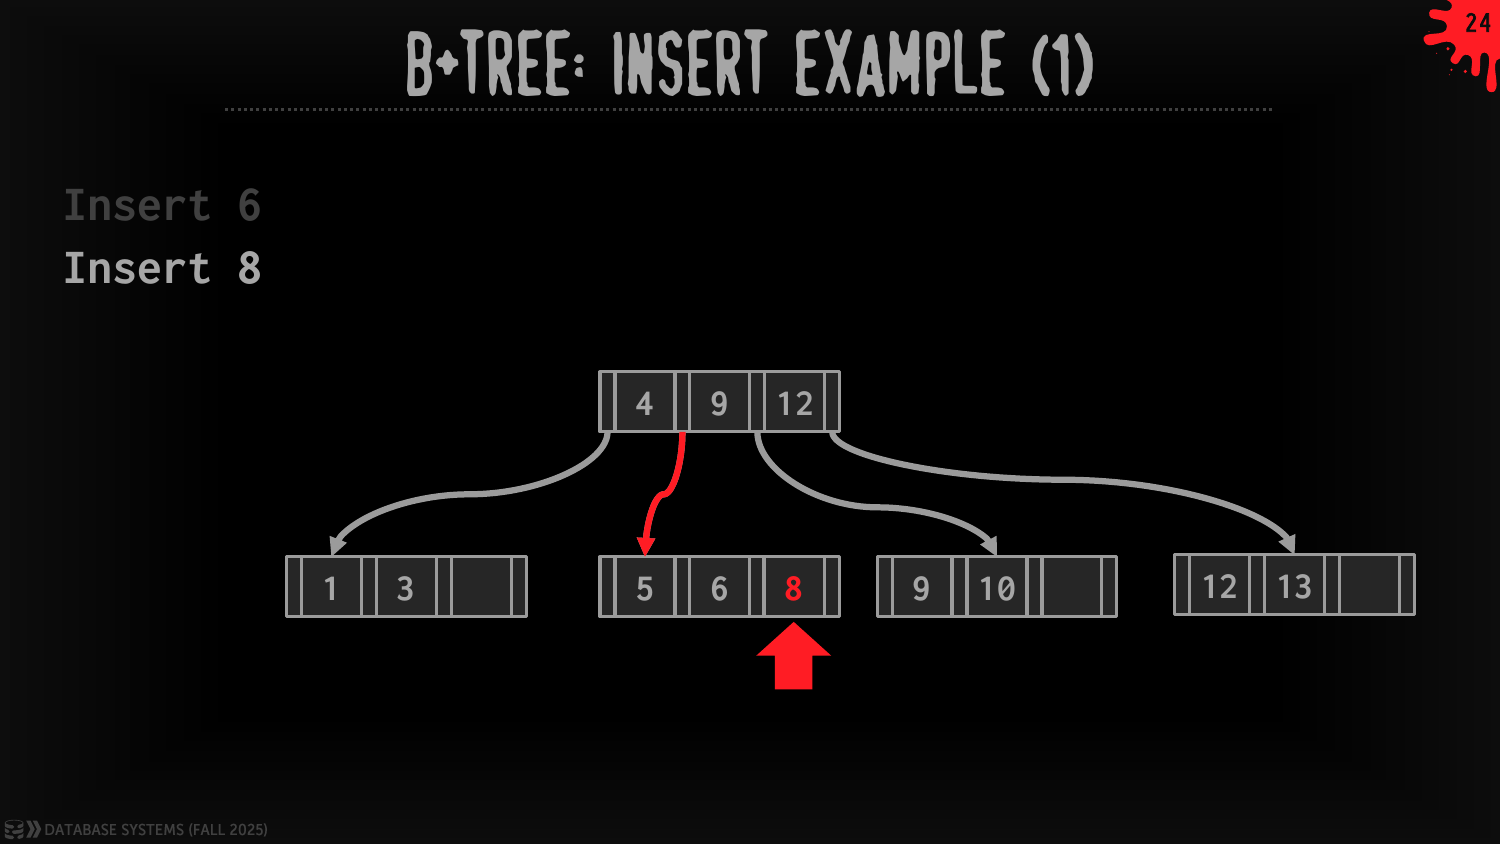 24
B+TREE: INSERT EXAMPLE (1)
Insert 6
Insert 8
4 9 12
1 3
5 6 8
9 10
12 13
DATABASE SYSTEMS (FALL 2025)